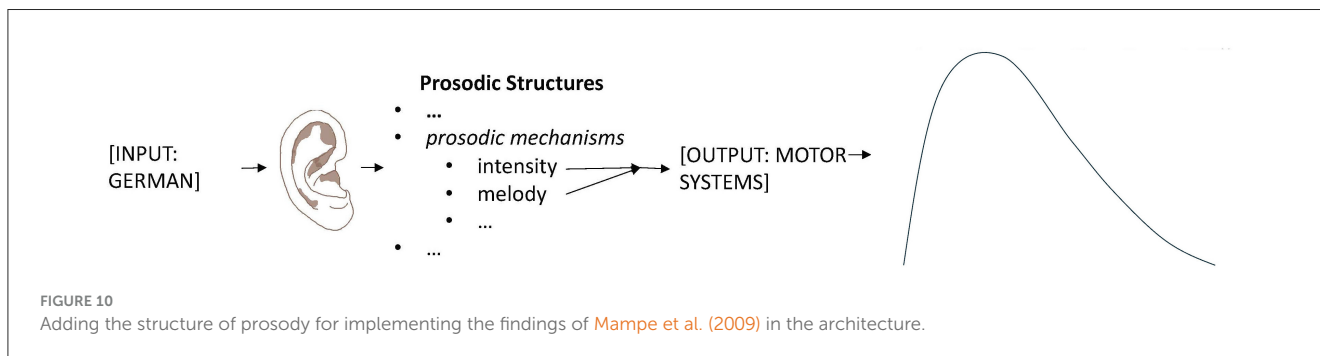 Prosodic Structures
• ...
• prosodic mechanisms
[INPUT:
GERMAN]
• intensity
• melody
• ...
• ...
[OUTPUT: MOTOR
SYSTEMS]
FIGURE 10
Adding the structure of prosody for implementing the findings of Mampe et al. (2009) in the architecture.